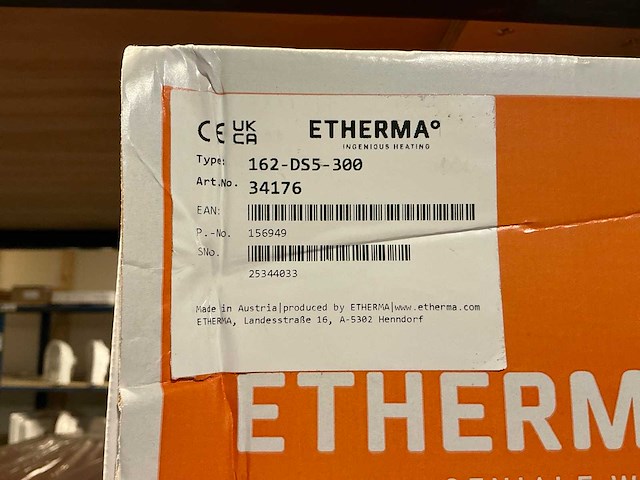 CE UK CA ETHERMA°
INGENIOUS HEATING
Type: 162-DS5-300
Art.No. 34176
EAN:
P.-No. 156949
SNo.
25344033
Made in Austria|produced by ETHERMA|www.etherma.com
ETHERMA, Landesstraße 16, A-5302 Henndorf
ETHERM